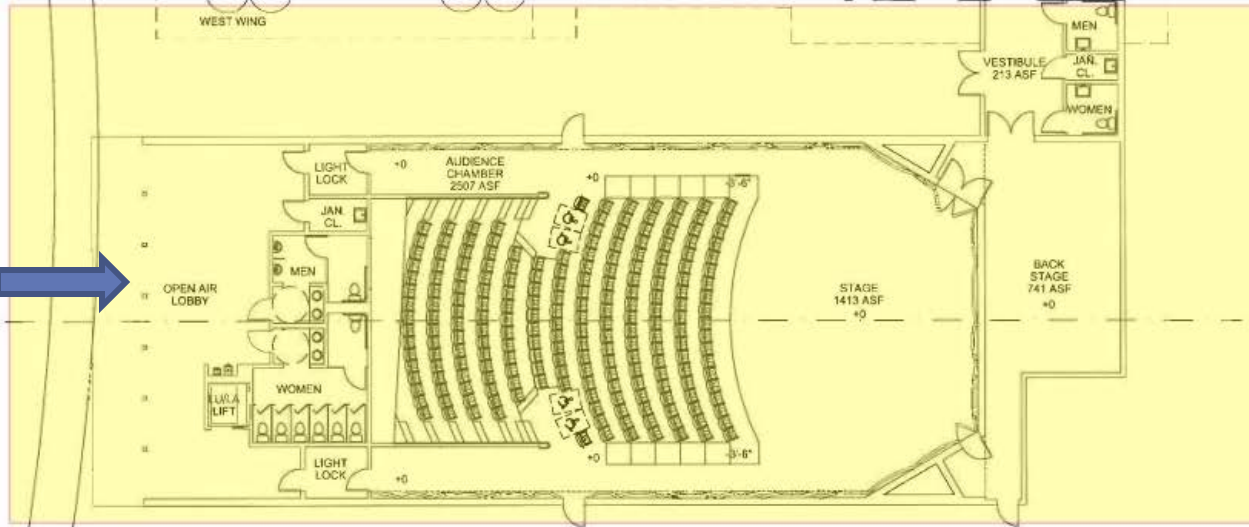 WEST WING
MEN
VESTIBULE
213 ASF
JAN.
CL.
WOMEN
LIGHT
LOCK
+0
AUDIENCE
CHAMBER
2507 ASF
+0
-3'-6"
JAN.
CL.
MEN
OPEN AIR
LOBBY
STAGE
1413 ASF
+0
BACK
STAGE
741 ASF
+0
WOMEN
LULA
LIFT
LIGHT
LOCK
+0
+0
-3'-6"